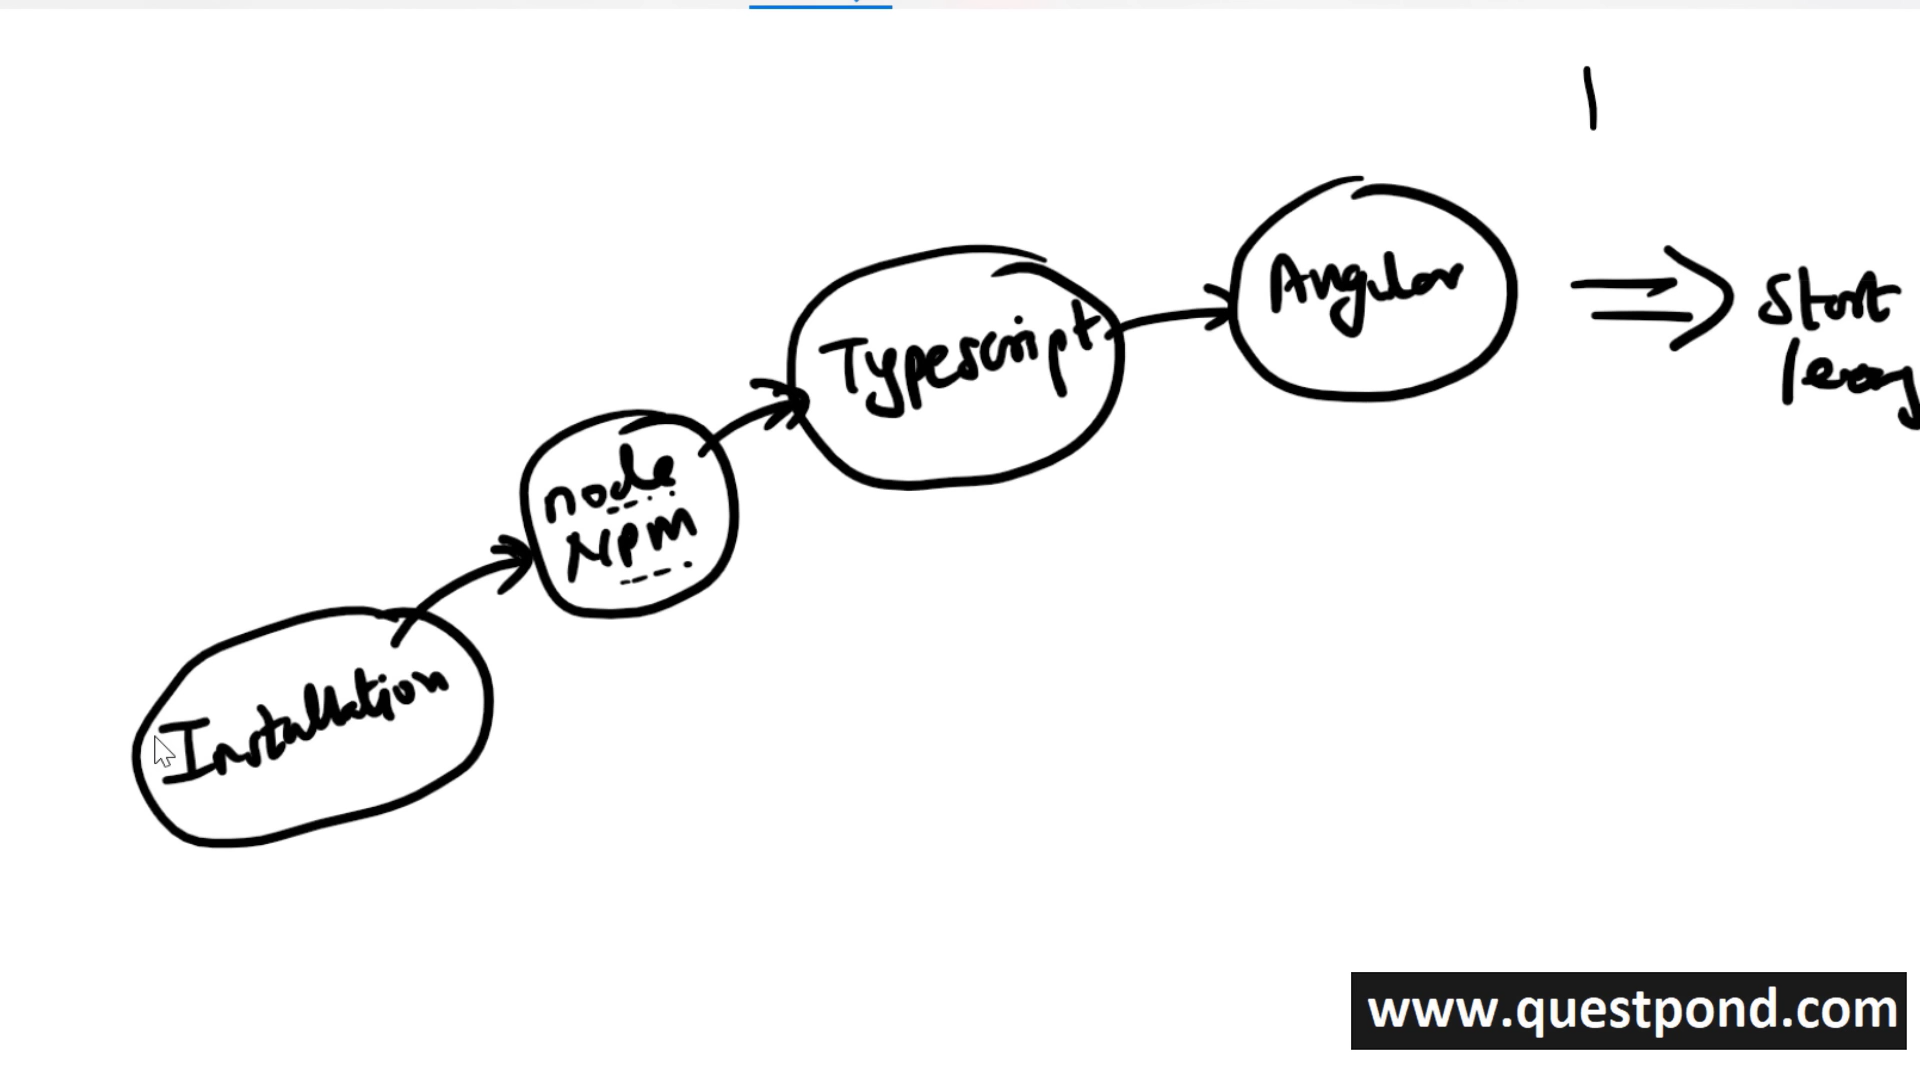 Angular
Start
Typescript
node
NPM
Installation
www.questpond.com